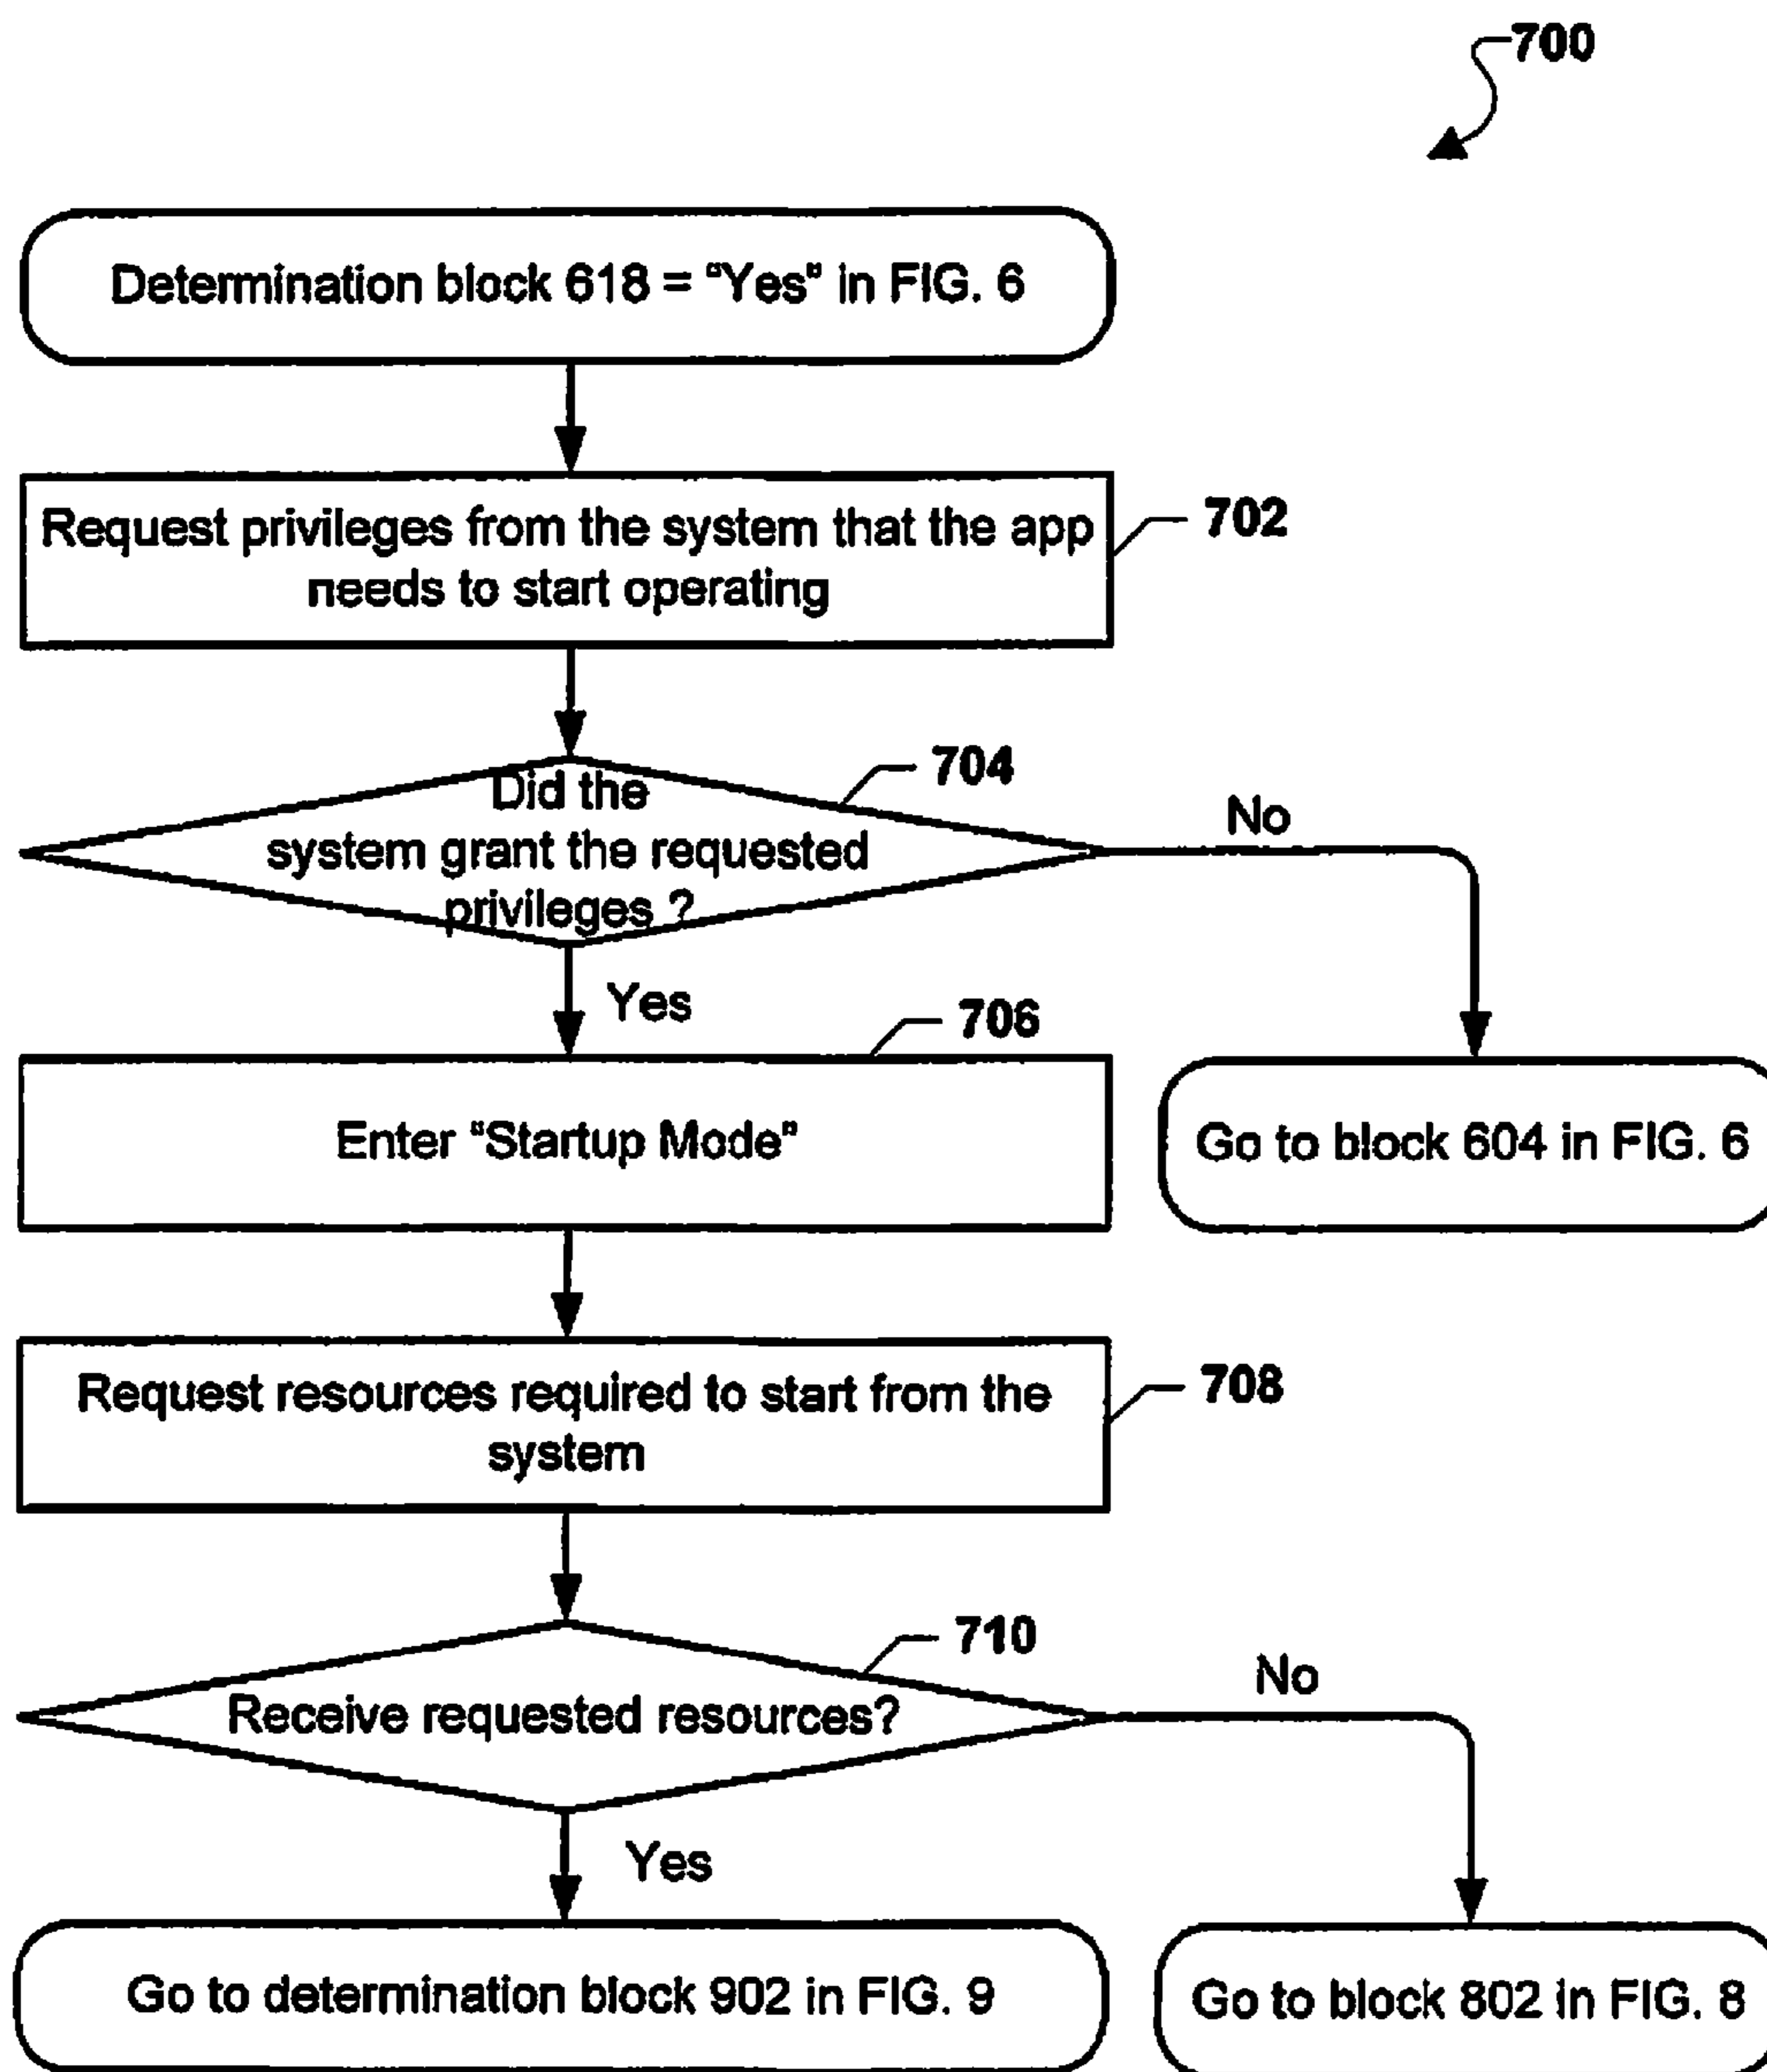 700
Determination block 618 = "Yes" in FIG. 6
Request privileges from the system that the app
needs to start operating
702
704
Did the
system grant the requested
privileges ?
No
Yes
706
Enter "Startup Mode"
Go to block 604 in FIG. 6
Request resources required to start from the
system
708
710
Receive requested resources?
No
Yes
Go to determination block 902 in FIG. 9
Go to block 802 in FIG. 8